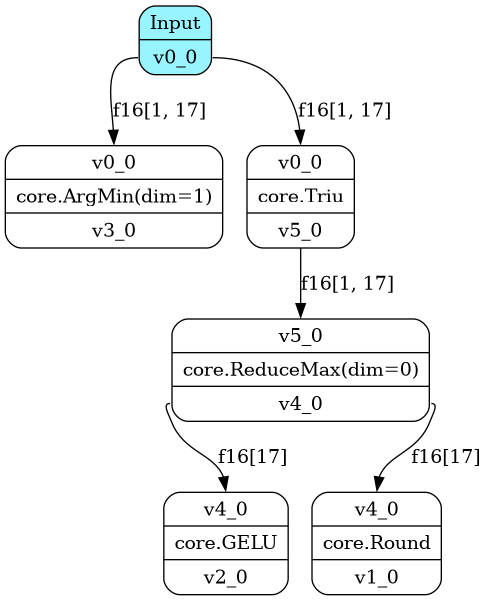 Input
v0_0
f16[1, 17]
f16[1, 17]
v0_0
core.ArgMin(dim=1)
v3_0
v0_0
core.Triu
v5_0
f16[1, 17]
v5_0
core.ReduceMax(dim=0)
v4_0
f16[17]
f16[17]
v4_0
core.GELU
v2_0
v4_0
core.Round
v1_0